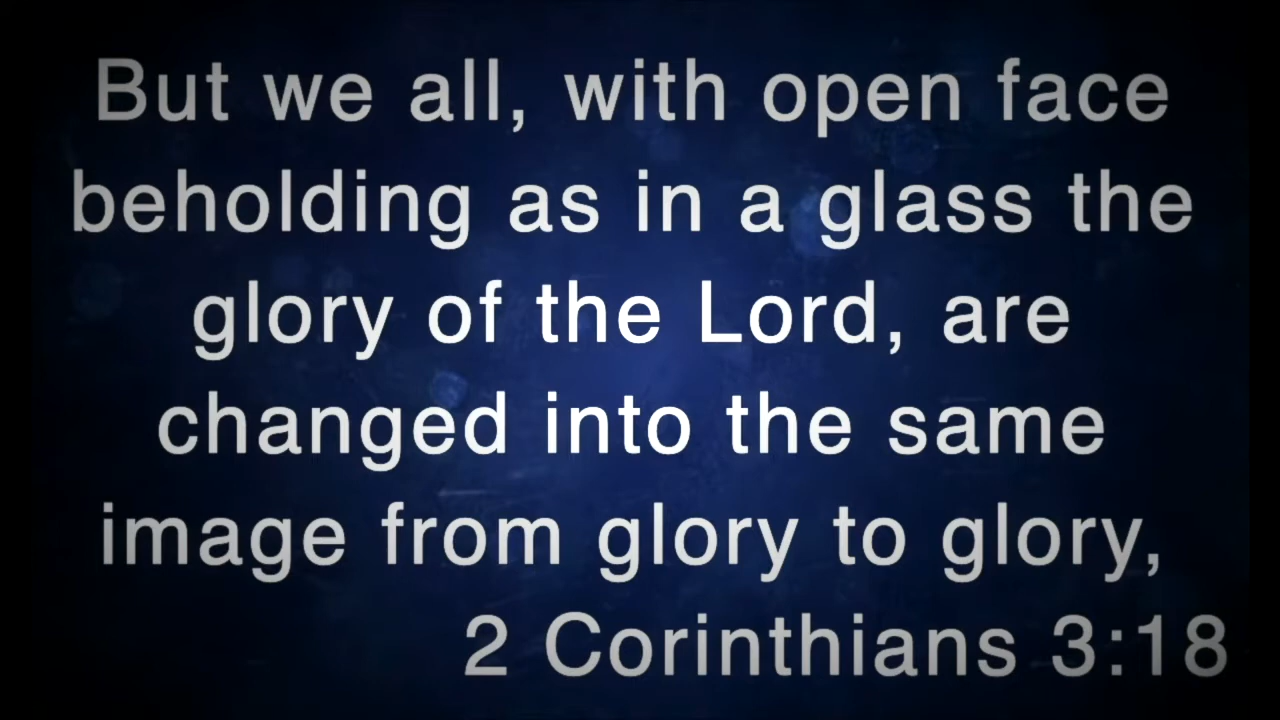 But we all, with open face
beholding as in a glass the
glory of the Lord, are
changed into the same
image from glory to glory,
2 Corinthians 3:18